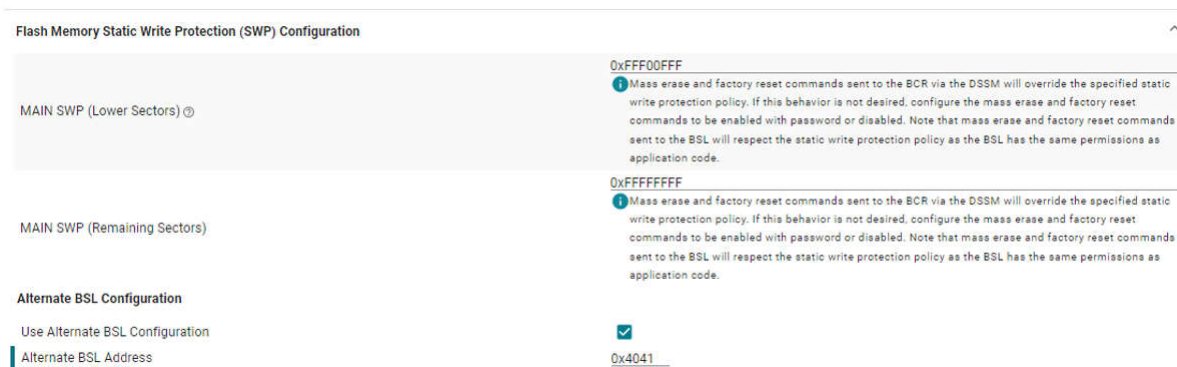 Flash Memory Static Write Protection (SWP) Configuration
0xFFF00FFF
MAIN SWP (Lower Sectors)
Mass erase and factory reset commands sent to the BCR via the DSSM will override the specified static
write protection policy. If this behavior is not desired, configure the mass erase and factory reset
commands to be enabled with password or disabled. Note that mass erase and factory reset commands
sent to the BSL will respect the static write protection policy as the BSL has the same permissions as
application code.
0xFFFFFFFF
MAIN SWP (Remaining Sectors)
Mass erase and factory reset commands sent to the BCR via the DSSM will override the specified static
write protection policy. If this behavior is not desired, configure the mass erase and factory reset
commands to be enabled with password or disabled. Note that mass erase and factory reset commands
sent to the BSL will respect the static write protection policy as the BSL has the same permissions as
application code.
Alternate BSL Configuration
Use Alternate BSL Configuration
Alternate BSL Address
0x4041